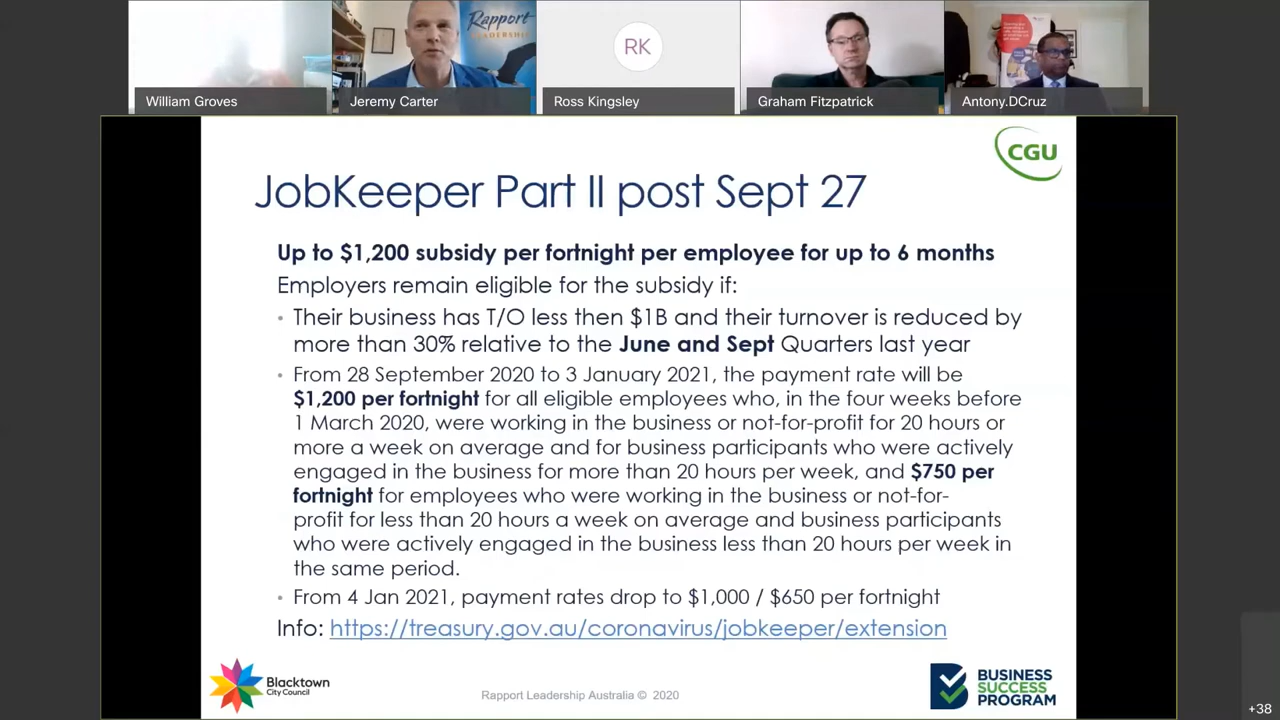 Rapport
LEADERSHIP
RK
William Groves
Jeremy Carter
Ross Kingsley
Graham Fitzpatrick
Antony.DCruz
CGU
JobKeeper Part II post Sept 27
Up to $1,200 subsidy per fortnight per employee for up to 6 months
Employers remain eligible for the subsidy if:
• Their business has T/O less then $1B and their turnover is reduced by
more than 30% relative to the June and Sept Quarters last year
• From 28 September 2020 to 3 January 2021, the payment rate will be
$1,200 per fortnight for all eligible employees who, in the four weeks before
1 March 2020, were working in the business or not-for-profit for 20 hours or
more a week on average and for business participants who were actively
engaged in the business for more than 20 hours per week, and $750 per
fortnight for employees who were working in the business or not-for-
profit for less than 20 hours a week on average and business participants
who were actively engaged in the business less than 20 hours per week in
the same period.
• From 4 Jan 2021, payment rates drop to $1,000 / $650 per fortnight
Info: https://treasury.gov.au/coronavirus/jobkeeper/extension
Blacktown
City Council
Rapport Leadership Australia © 2020
BUSINESS
SUCCESS
PROGRAM
+38